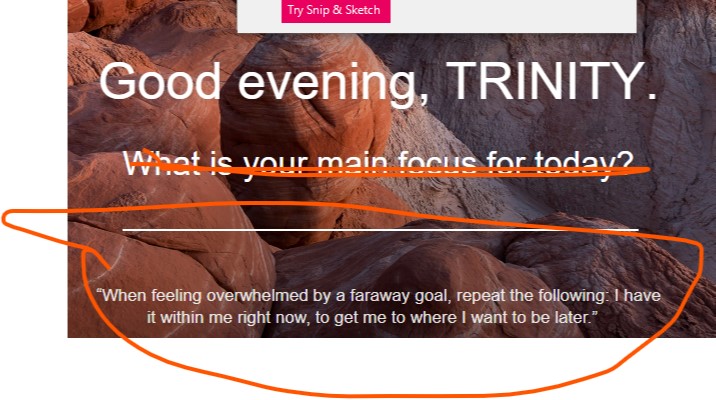 Try Snip & Sketch
Good evening, TRINITY.
What is your main focus for today?
“When feeling overwhelmed by a faraway goal, repeat the following: I have
it within me right now, to get me to where I want to be later.”